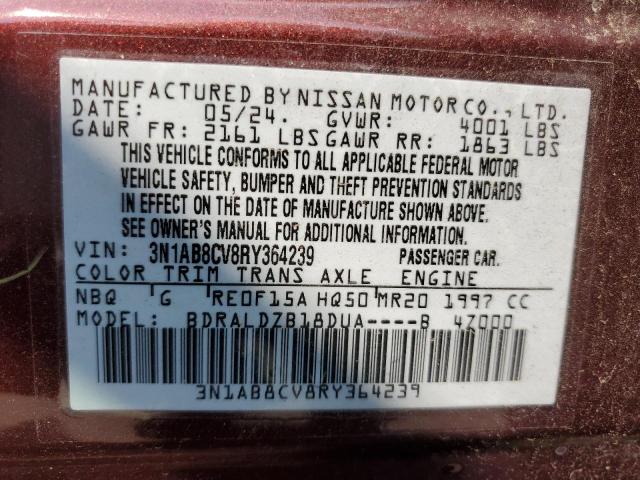 MANUFACTURED BY NISSAN MOTOR CO., LTD.
DATE: 05/24. GVWR: 4001 LBS
GAWR FR: 2161 LBS GAWR RR: 1863 LBS
THIS VEHICLE CONFORMS TO ALL APPLICABLE FEDERAL MOTOR
VEHICLE SAFETY, BUMPER AND THEFT PREVENTION STANDARDS
IN EFFECT ON THE DATE OF MANUFACTURE SHOWN ABOVE.
SEE OWNER'S MANUAL FOR ADDITIONAL INFORMATION.
VIN: 3N1AB8CV8RY364239 PASSENGER CAR.
COLOR TRIM TRANS AXLE ENGINE
NBQ G RE0F15A HQ50 MR20 1997 CC
MODEL: BDRALDZB18DUA----B 4Z000
3N1AB8CV8RY364239